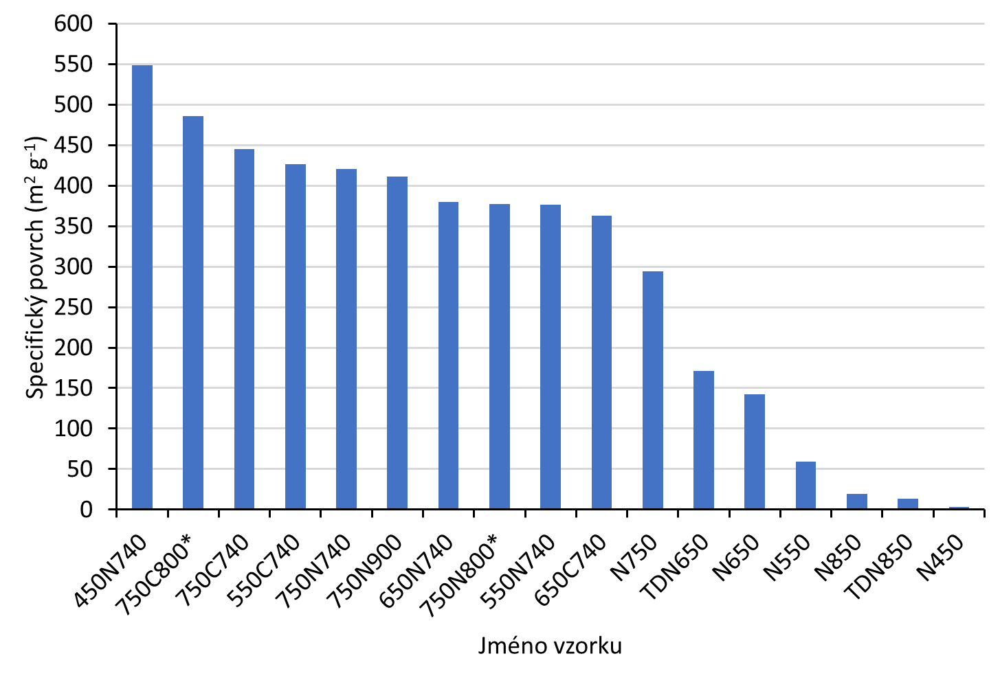 600
550
500
450
400
350
300
250
200
150
100
50
0
Specifický povrch (m² g⁻¹)
450N740
750C800*
750C740
550C740
750N740
750N900
650N740
750N800*
550N740
650C740
N750
TDN650
N650
N550
N850
TDN850
N450
Jméno vzorku